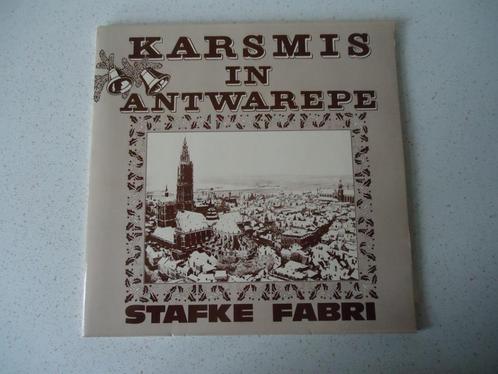 KARSMIS
IN
ANTWAREPE
STAFKE FABRI